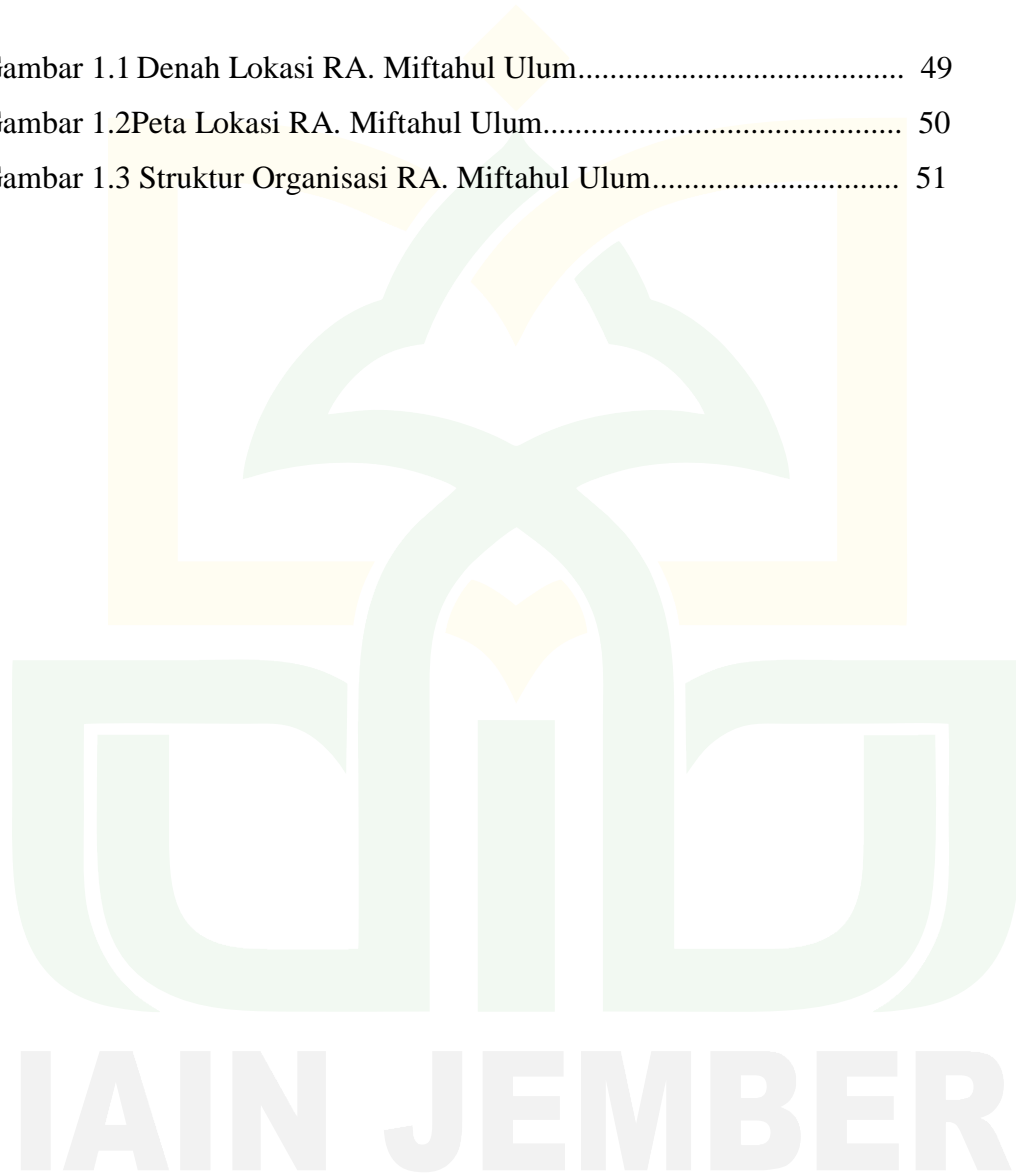 Gambar 1.1 Denah Lokasi RA. Miftahul Ulum........................................ 49
Gambar 1.2Peta Lokasi RA. Miftahul Ulum............................................ 50
Gambar 1.3 Struktur Organisasi RA. Miftahul Ulum............................... 51
IAIN JEMBER